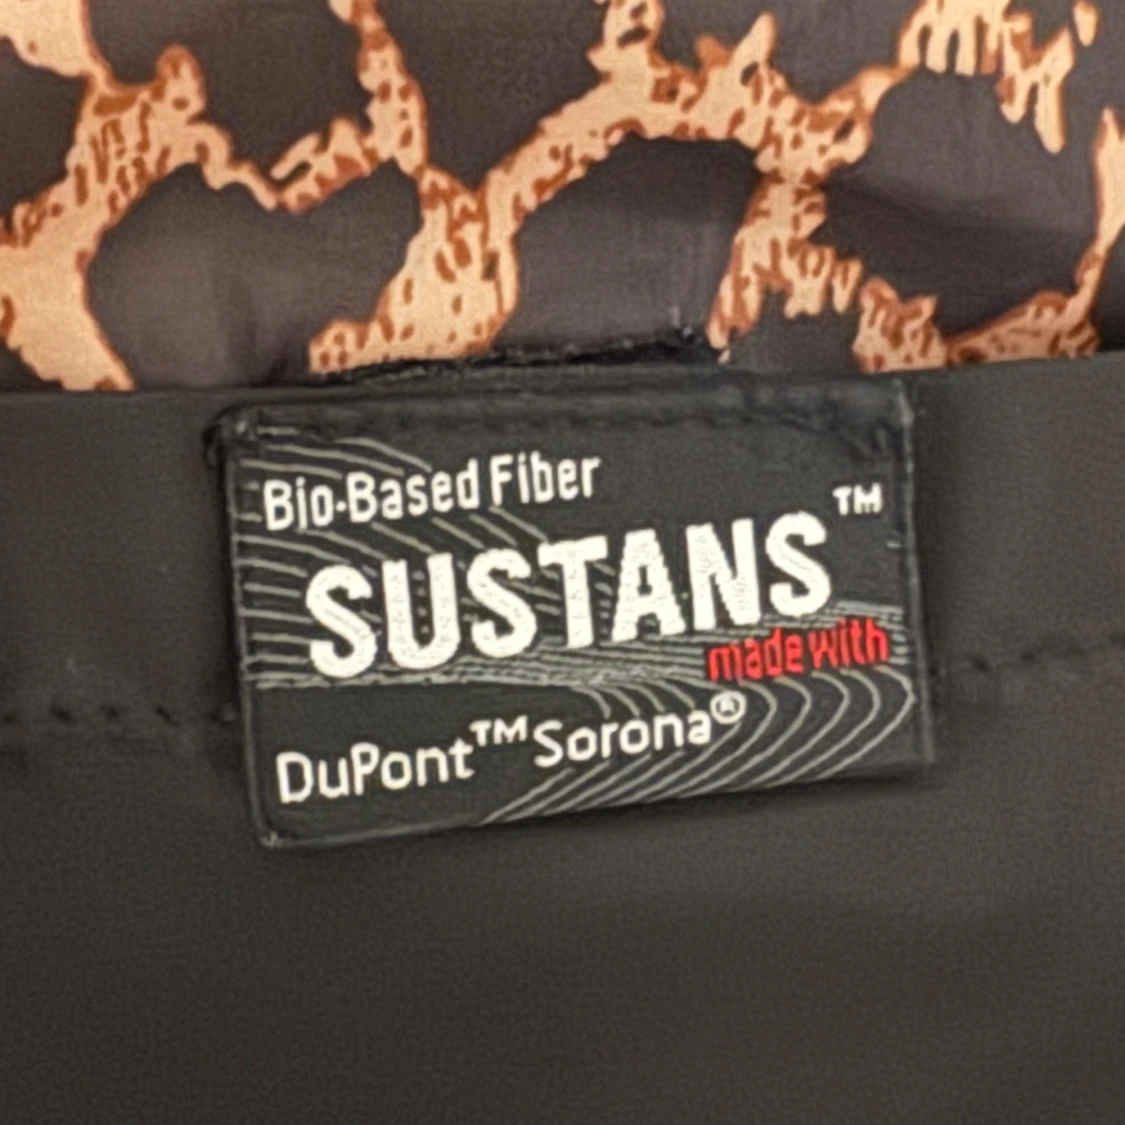 Bio-Based Fiber
SUSTANS™
made with
DuPont™ Sorona®